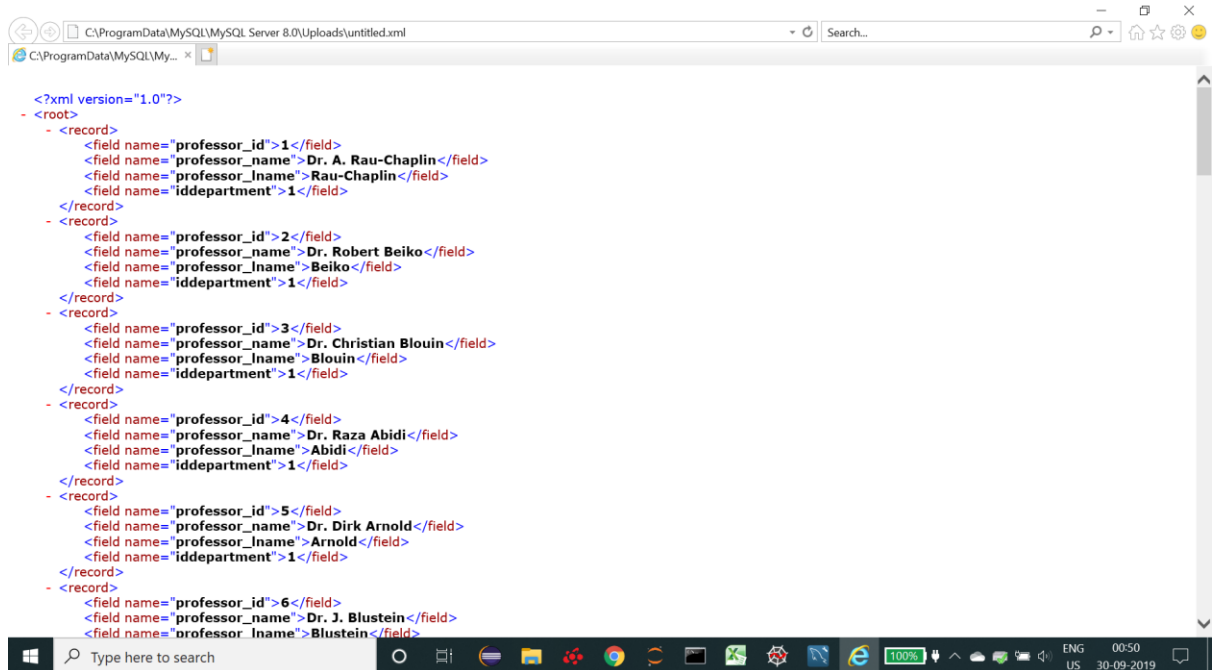 C:\ProgramData\MySQL\MySQL Server 8.0\Uploads\untitled.xml
Search...
C:\ProgramData\MySQL\My...
<?xml version="1.0"?>
- <root>
- <record>
<field name="professor_id">1</field>
<field name="professor_name">Dr. A. Rau-Chaplin</field>
<field name="professor_lname">Rau-Chaplin</field>
<field name="iddepartment">1</field>
</record>
- <record>
<field name="professor_id">2</field>
<field name="professor_name">Dr. Robert Beiko</field>
<field name="professor_lname">Beiko</field>
<field name="iddepartment">1</field>
</record>
- <record>
<field name="professor_id">3</field>
<field name="professor_name">Dr. Christian Blouin</field>
<field name="professor_lname">Blouin</field>
<field name="iddepartment">1</field>
</record>
- <record>
<field name="professor_id">4</field>
<field name="professor_name">Dr. Raza Abidi</field>
<field name="professor_lname">Abidi</field>
<field name="iddepartment">1</field>
</record>
- <record>
<field name="professor_id">5</field>
<field name="professor_name">Dr. Dirk Arnold</field>
<field name="professor_lname">Arnold</field>
<field name="iddepartment">1</field>
</record>
- <record>
<field name="professor_id">6</field>
<field name="professor_name">Dr. J. Blustein</field>
<field name="professor_lname">Blustein</field>
Type here to search
100%
ENG
US
00:50
30-09-2019